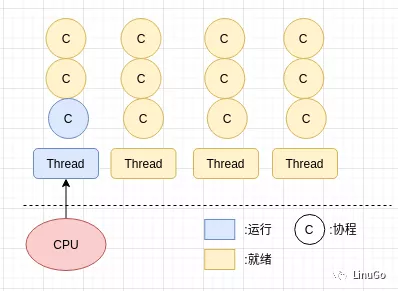 C C C C
C C C C
C C C C
Thread Thread Thread Thread
CPU
:运行
C :协程
:就绪
LinuGo